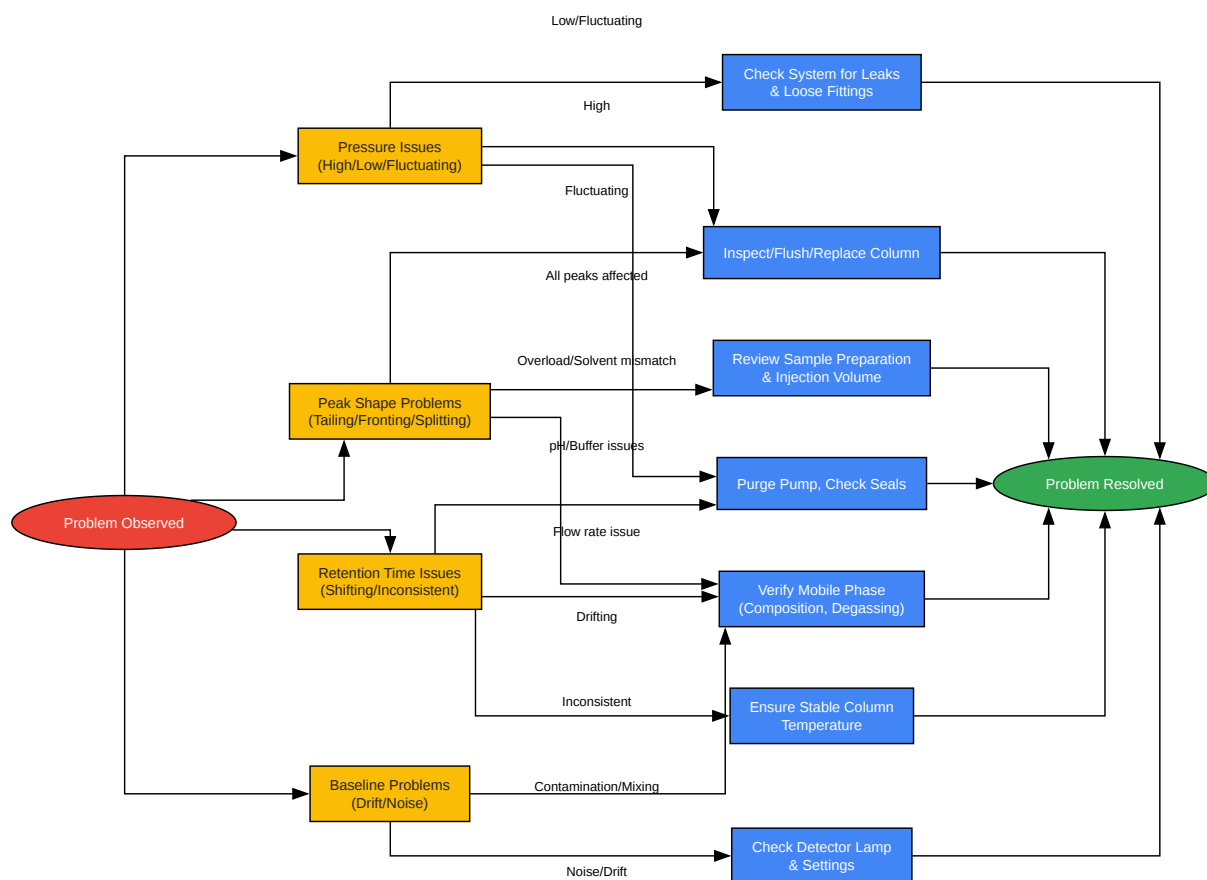 Low/Fluctuating
Check System for Leaks
& Loose Fittings
High
Pressure Issues
(High/Low/Fluctuating)
Fluctuating
Inspect/Flush/Replace Column
All peaks affected
Overload/Solvent mismatch
Review Sample Preparation
& Injection Volume
Peak Shape Problems
(Tailing/Fronting/Splitting)
pH/Buffer issues
Purge Pump, Check Seals
Problem Resolved
Problem Observed
Flow rate issue
Retention Time Issues
(Shifting/Inconsistent)
Verify Mobile Phase
(Composition, Degassing)
Drifting
Inconsistent
Ensure Stable Column
Temperature
Baseline Problems
(Drift/Noise)
Contamination/Mixing
Check Detector Lamp
& Settings
Noise/Drift